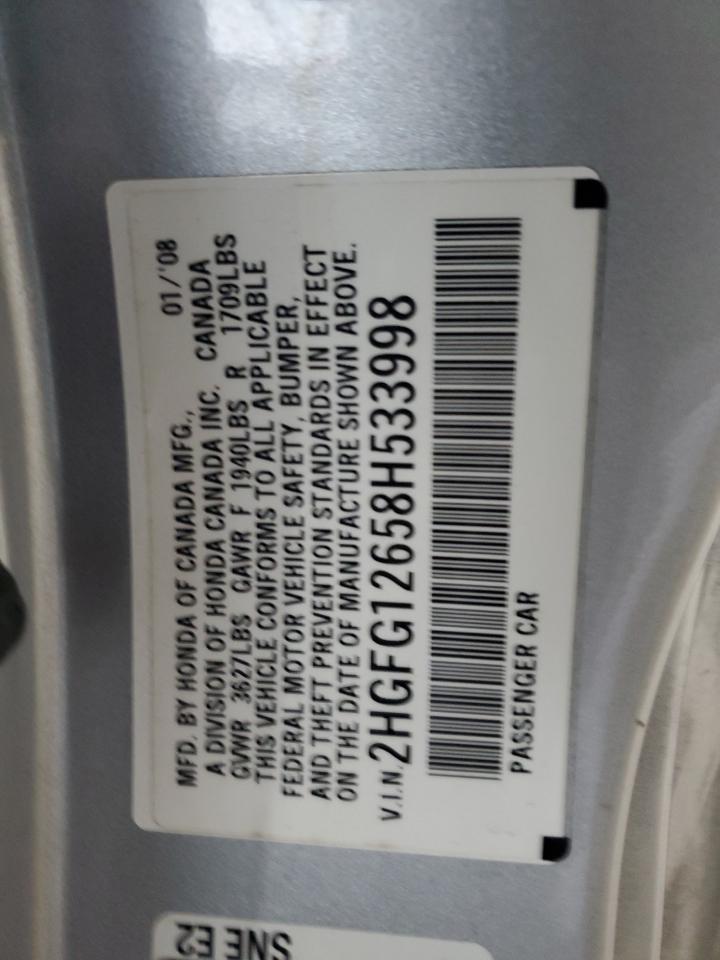 MFD. BY HONDA OF CANADA MFG., 01/'08
A DIVISION OF HONDA CANADA INC. CANADA
GVWR 3627LBS GAWR F 1940LBS R 1709LBS
THIS VEHICLE CONFORMS TO ALL APPLICABLE
FEDERAL MOTOR VEHICLE SAFETY, BUMPER,
AND THEFT PREVENTION STANDARDS IN EFFECT
ON THE DATE OF MANUFACTURE SHOWN ABOVE.
V.I.N. 2HGFG12658H533998
PASSENGER CAR
SNE E2